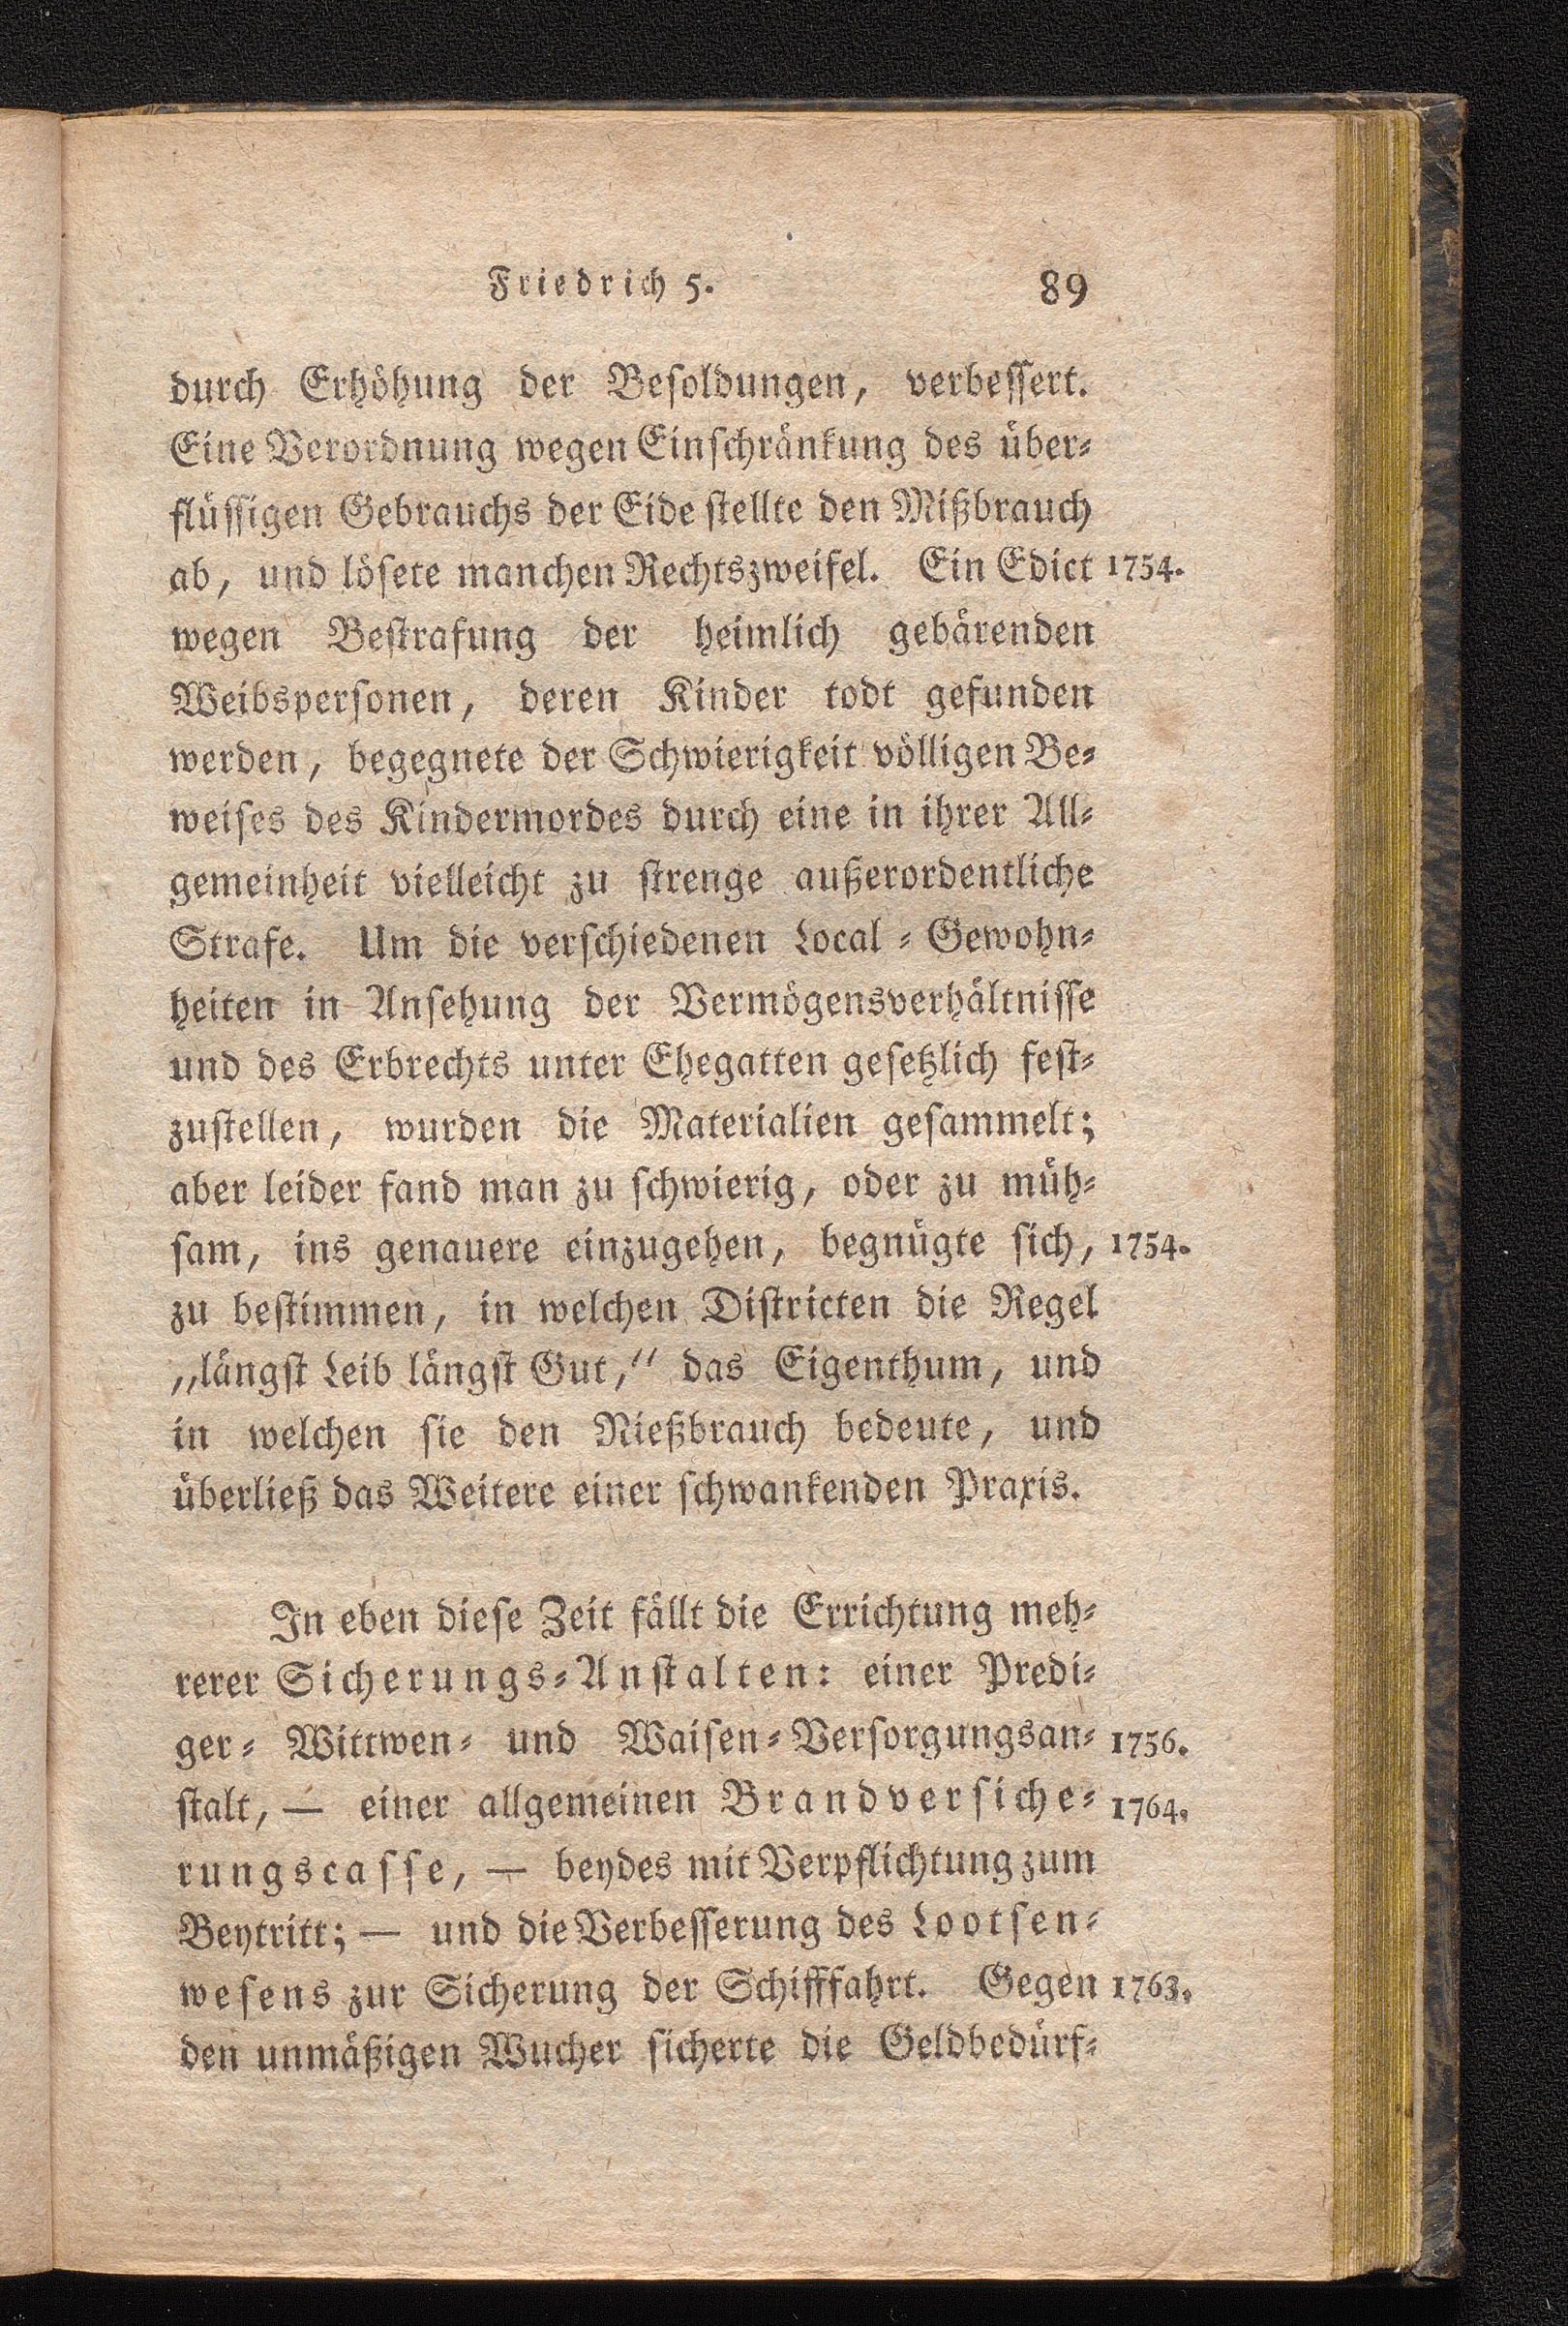 Friedrich 5. 89
durch Erhöhung der Beſoldungen, verbeſſert.
Eine Verordnung wegen Einſchränkung des über⸗
flüſſigen Gebrauchs der Eide ſtellte den Mißbrauch
ab, und löſete manchen Rechtszweifel. Ein Edict 1754.
wegen Beſtrafung der heimlich gebärenden
Weibsperſonen, deren Kinder todt gefunden
werden, begegnete der Schwierigkeit völligen Be⸗
weiſes des Kindermordes durch eine in ihrer All⸗
gemeinheit vielleicht zu ſtrenge außerordentliche
Strafe. Um die verſchiedenen Local⸗Gewohn⸗
heiten in Anſehung der Vermögensverhältniſſe
und des Erbrechts unter Ehegatten geſetzlich feſt⸗
zuſtellen, wurden die Materialien geſammelt;
aber leider fand man zu ſchwierig, oder zu müh⸗
ſam, ins genauere einzugehen, begnügte ſich, 1754.
zu beſtimmen, in welchen Diſtricten die Regel
„längſt Leib längſt Gut,“ das Eigenthum, und
in welchen ſie den Nießbrauch bedeute, und
überließ das Weitere einer ſchwankenden Praxis.
In eben dieſe Zeit fällt die Errichtung meh⸗
rerer Sicherungs⸗Anſtalten: einer Predi⸗
ger⸗ Wittwen⸗ und Waiſen⸗Verſorgungsan⸗ 1756.
ſtalt, — einer allgemeinen Brandverſiche⸗ 1764.
rungscaſſe, — beydes mit Verpflichtung zum
Beytritt; — und die Verbeſſerung des Lootſen⸗
weſens zur Sicherung der Schifffahrt. Gegen 1763.
den unmäßigen Wucher ſicherte die Geldbedürf⸗